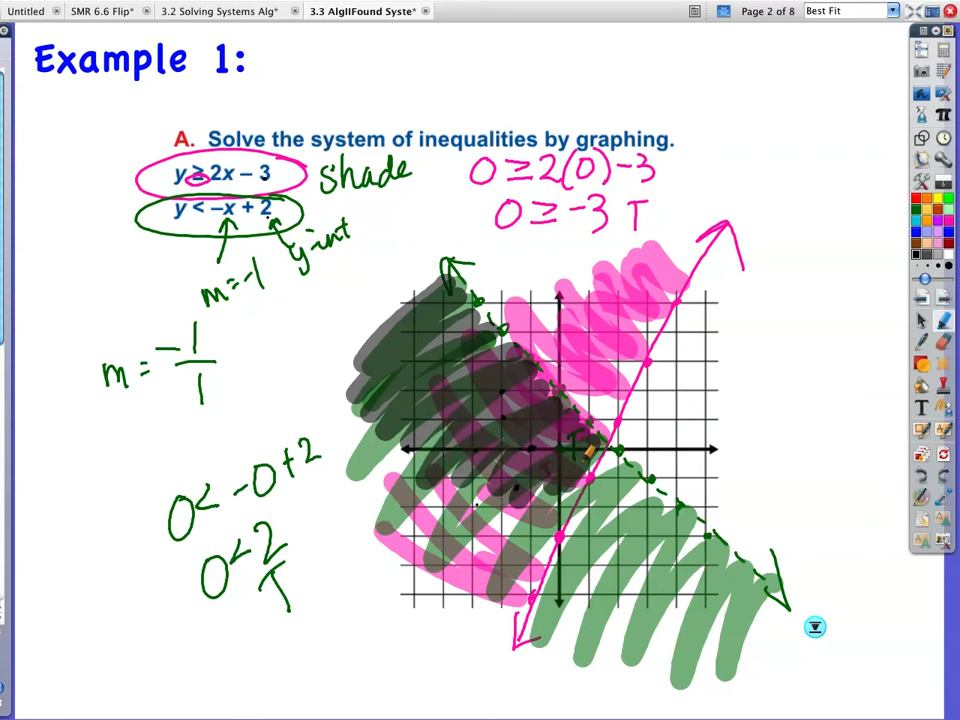 Untitled
SMR 6.6 Flip*
3.2 Solving Systems Alg*
3.3 AlgIIFound Syste*
Page 2 of 8
Best Fit
Example 1:
A. Solve the system of inequalities by graphing.
y ≥ 2x – 3
shade
y < –x + 2
y-int
m=-1
0 ≥ 2(0) -3
0 ≥ -3 T
m = -1/1
0 < -0+2
0 < 2
T